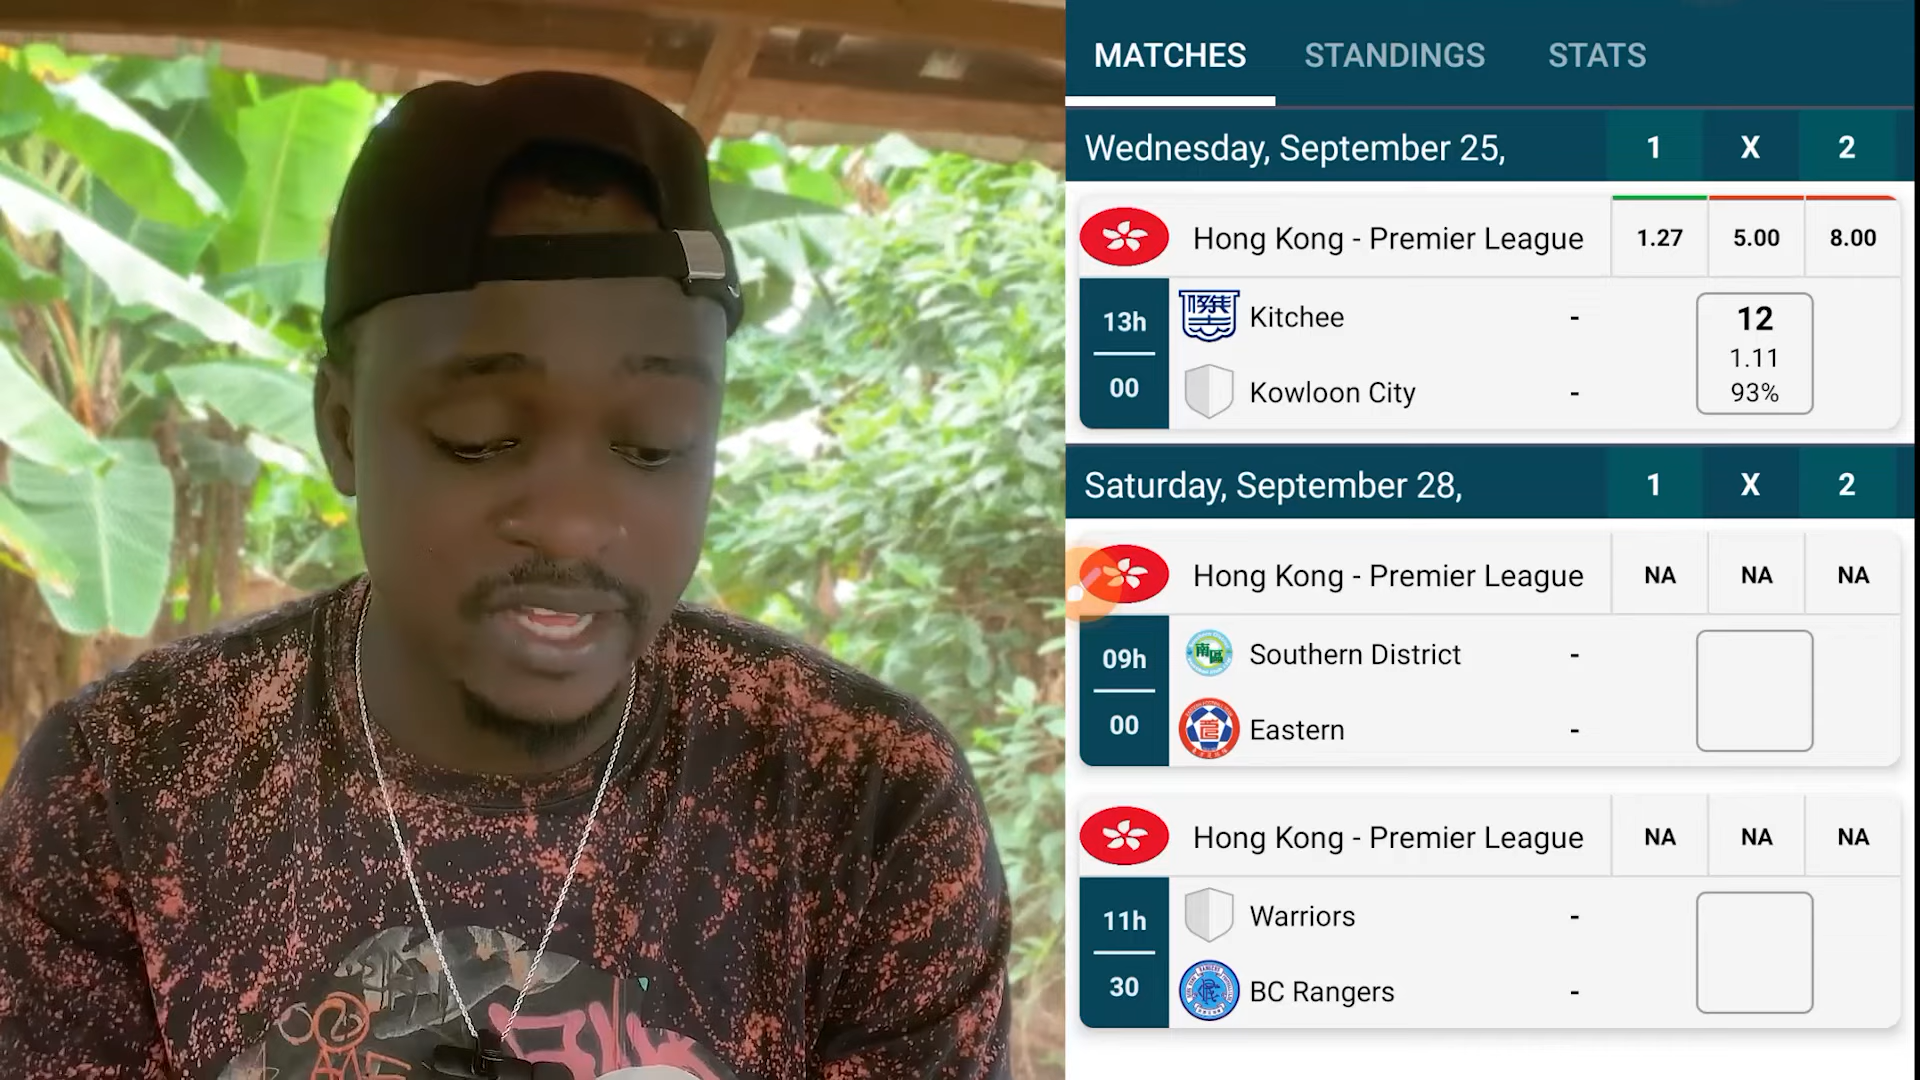 MATCHES STANDINGS STATS
Wednesday, September 25, 1 X 2
Hong Kong - Premier League 1.27 5.00 8.00
13h
00
Kitchee -
Kowloon City -
12
1.11
93%
Saturday, September 28, 1 X 2
Hong Kong - Premier League NA NA NA
09h
00
Southern District -
Eastern -
Hong Kong - Premier League NA NA NA
11h
30
Warriors -
BC Rangers -